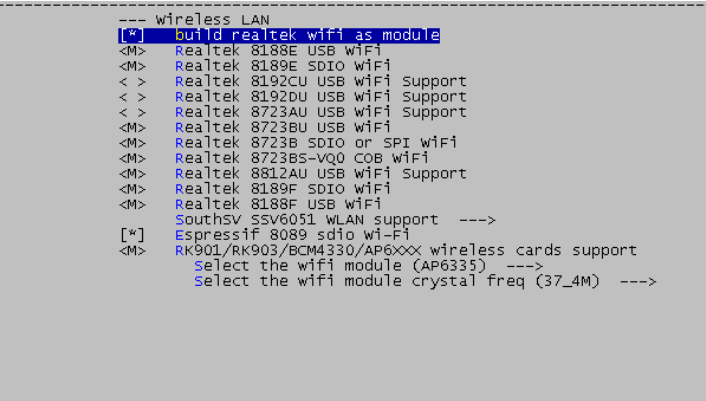 --- Wireless LAN
[*] build realtek wifi as module
<M> Realtek 8188E USB WiFi
<M> Realtek 8189E SDIO WiFi
< > Realtek 8192CU USB WiFi Support
< > Realtek 8192DU USB WiFi Support
< > Realtek 8723AU USB WiFi Support
<M> Realtek 8723BU USB WiFi
<M> Realtek 8723B SDIO or SPI WiFi
<M> Realtek 8723BS-VQ0 COB WiFi
<M> Realtek 8812AU USB WiFi Support
<M> Realtek 8189F SDIO WiFi
<M> Realtek 8188F USB WiFi
SouthSV SSV6051 WLAN support --->
[*] Espressif 8089 sdio Wi-Fi
<M> RK901/RK903/BCM4330/AP6XXX wireless cards support
Select the wifi module (AP6335) --->
Select the wifi module crystal freq (37_4M) --->